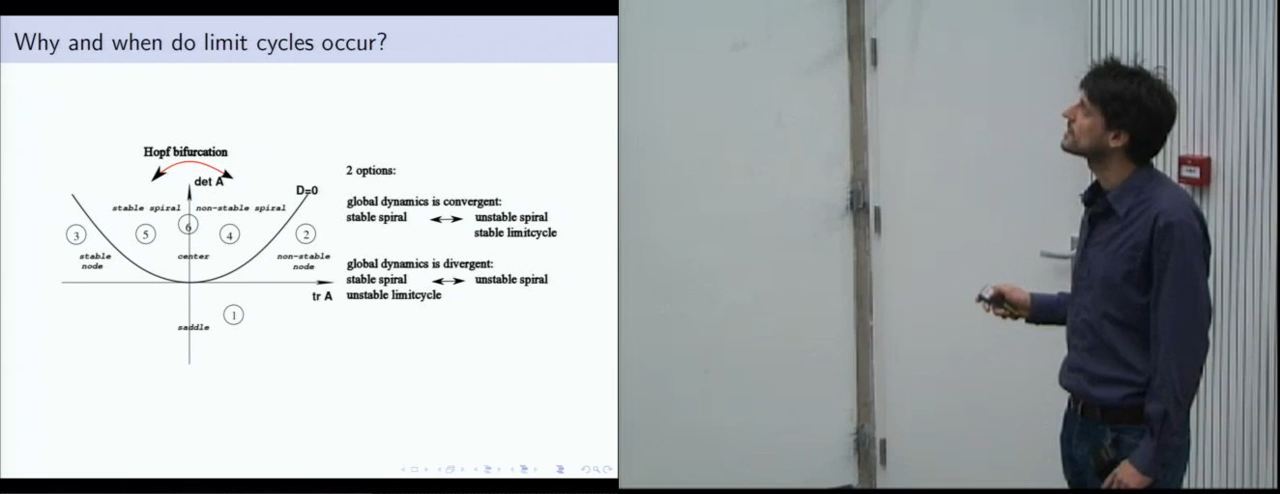 Why and when do limit cycles occur?
Hopf bifurcation
det A
D=0
stable spiral
non-stable spiral
3
5
6
4
2
stable
node
center
non-stable
node
tr A
1
saddle
2 options:
global dynamics is convergent:
stable spiral
unstable spiral
stable limitcycle
global dynamics is divergent:
stable spiral
unstable spiral
unstable limitcycle